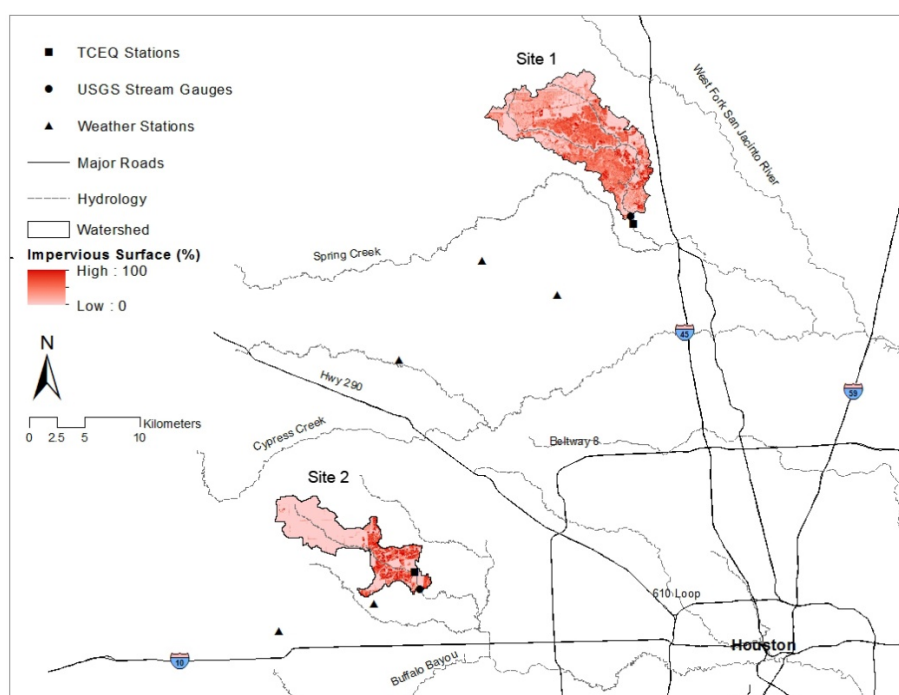 TCEQ Stations
USGS Stream Gauges
Weather Stations
Major Roads
Hydrology
Watershed
Impervious Surface (%)
High : 100
Low : 0
N
0 2.5 5 10 Kilometers
Site 1
West Fork San Jacinto River
Spring Creek
45
59
Hwy 290
Cypress Creek
Beltway 8
Site 2
610 Loop
Houston
10
Buffalo Bayou